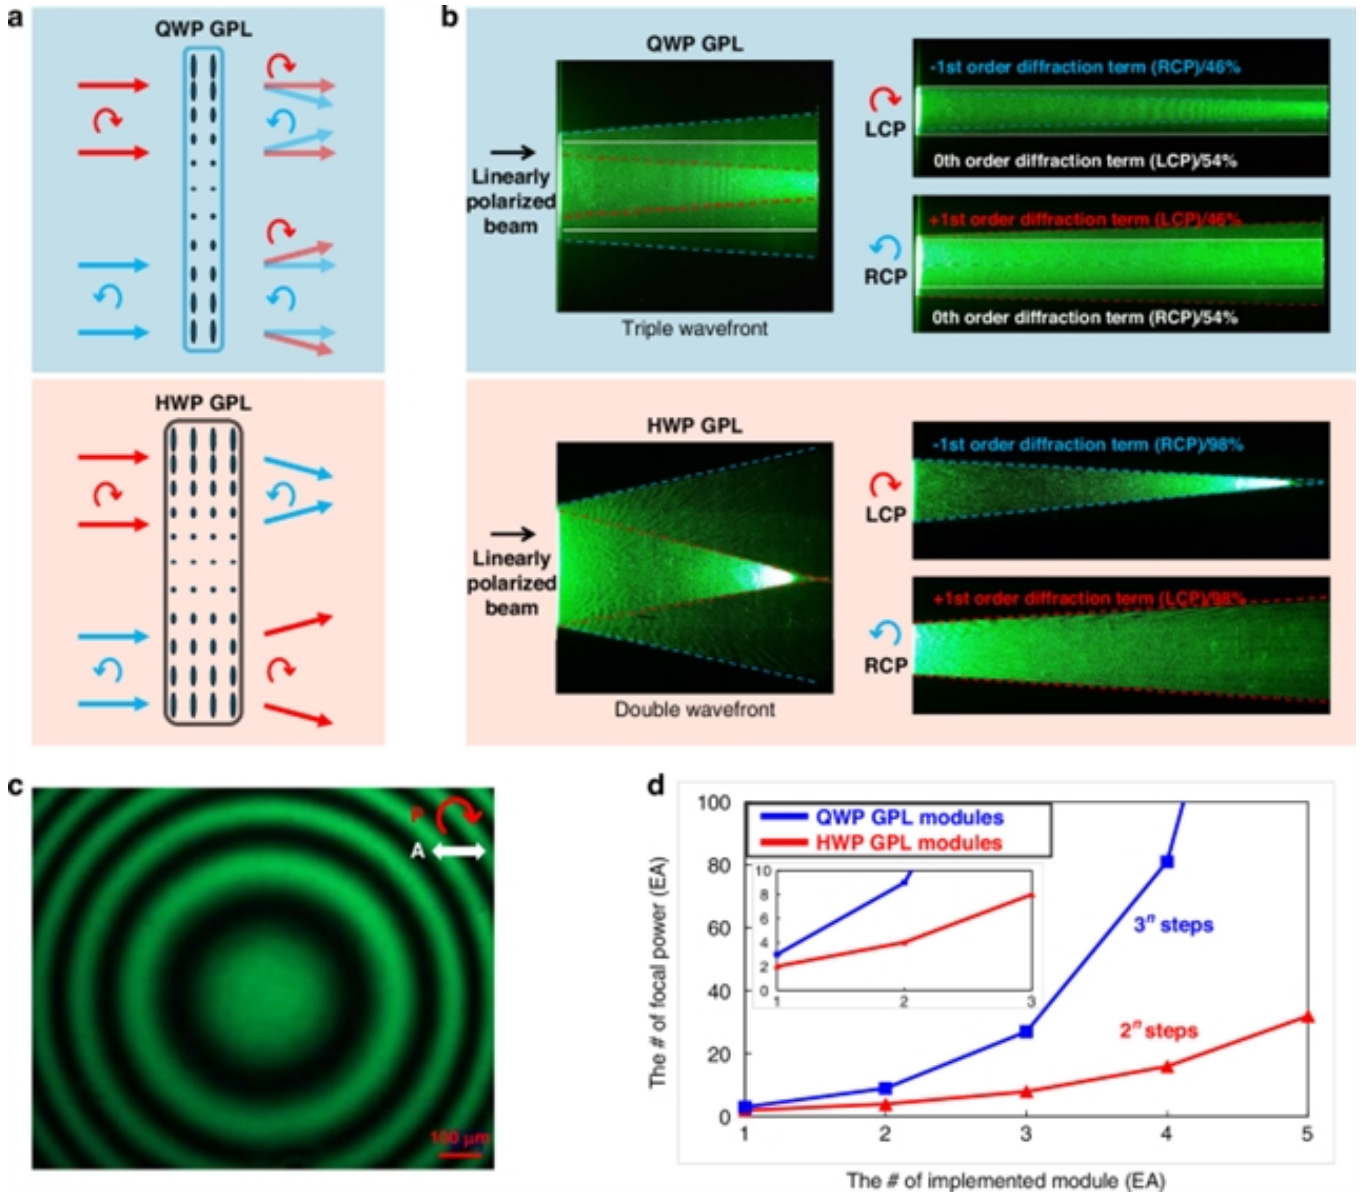 a
QWP GPL
HWP GPL
b
QWP GPL
Linearly
polarized
beam
Triple wavefront
-1st order diffraction term (RCP)/46%
LCP
0th order diffraction term (LCP)/54%
+1st order diffraction term (LCP)/46%
RCP
0th order diffraction term (RCP)/54%
HWP GPL
Linearly
polarized
beam
Double wavefront
-1st order diffraction term (RCP)/98%
LCP
+1st order diffraction term (LCP)/98%
RCP
c
P
A
100 µm
d
The # of focal power (EA)
100
80
60
40
20
0
QWP GPL modules
HWP GPL modules
10
8
6
4
2
0
1 2 3
3ⁿ steps
2ⁿ steps
1 2 3 4 5
The # of implemented module (EA)